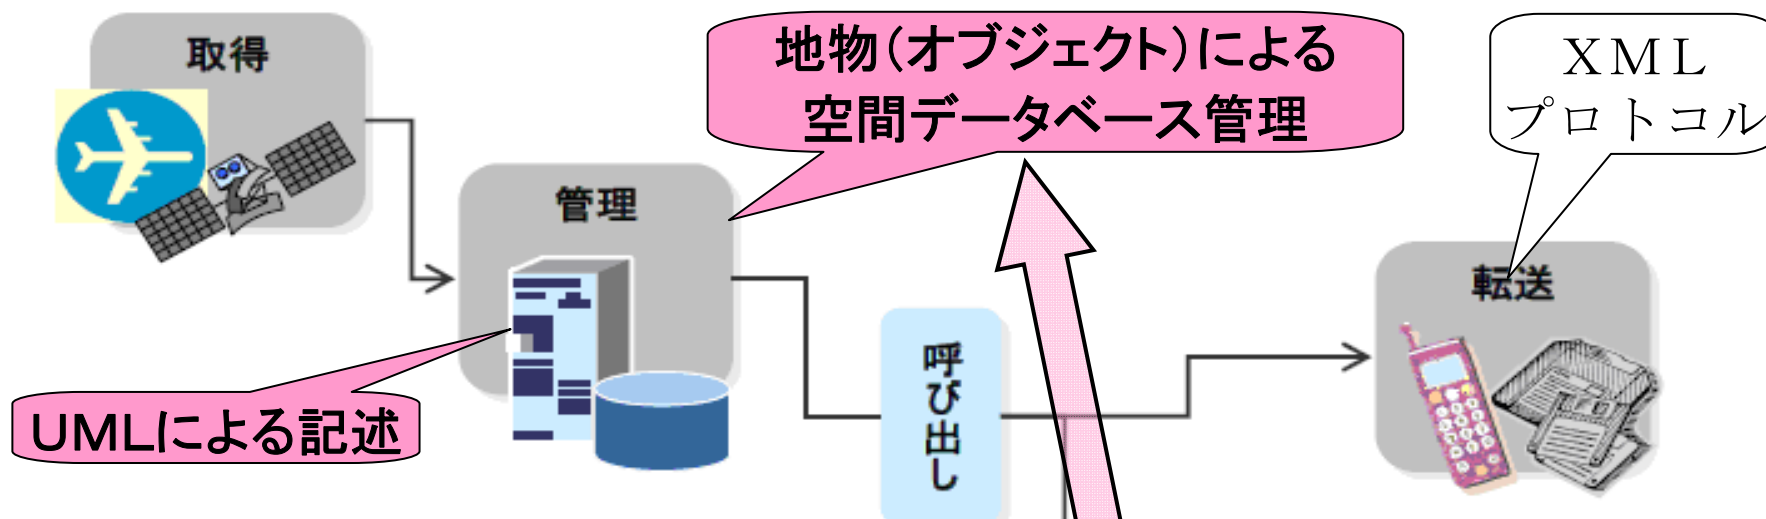 取得
地物(オブジェクト)による
空間データベース管理
XML
プロトコル
管理
転送
呼び出し
UMLによる記述